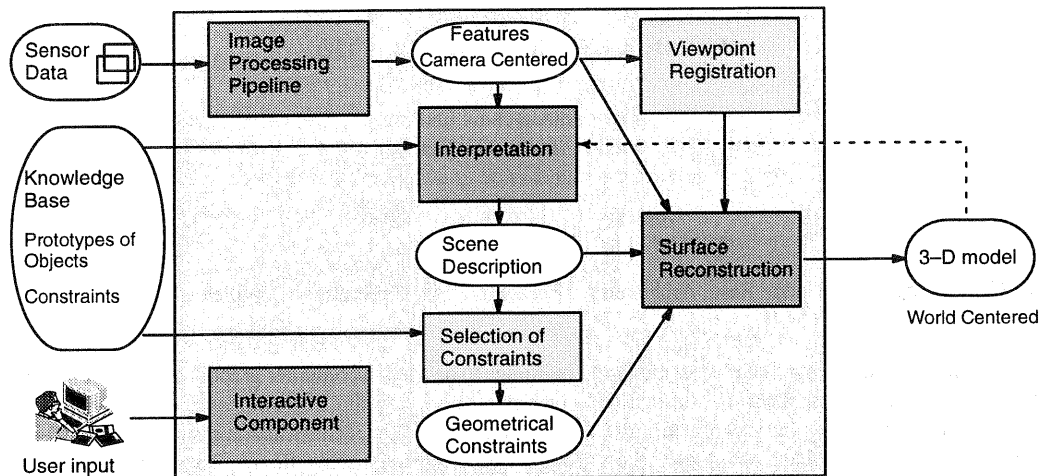 Sensor
Data
Image
Processing
Pipeline
Features
Camera Centered
Viewpoint
Registration
Interpretation
Knowledge
Base
Prototypes of
Objects
Constraints
Scene
Description
Surface
Reconstruction
3–D model
World Centered
Selection of
Constraints
Interactive
Component
Geometrical
Constraints
User input